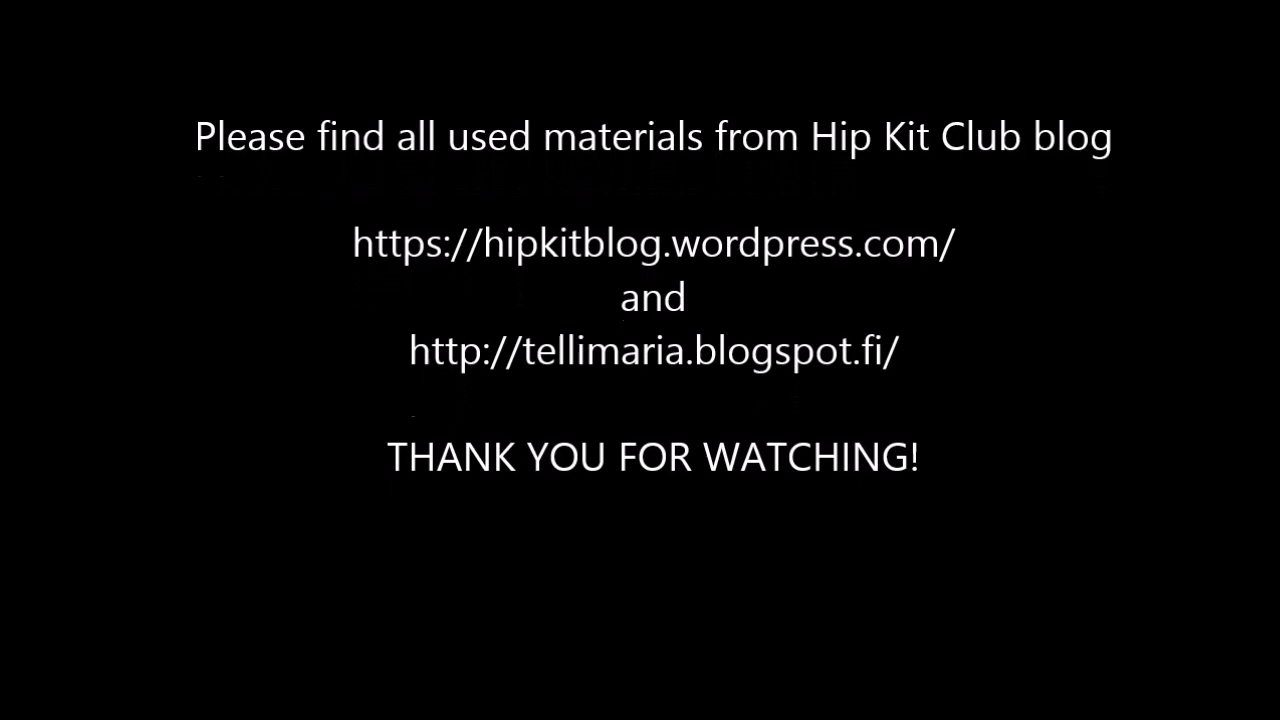 Please find all used materials from Hip Kit Club blog
https://hipkitblog.wordpress.com/
and
http://tellimaria.blogspot.fi/
THANK YOU FOR WATCHING!